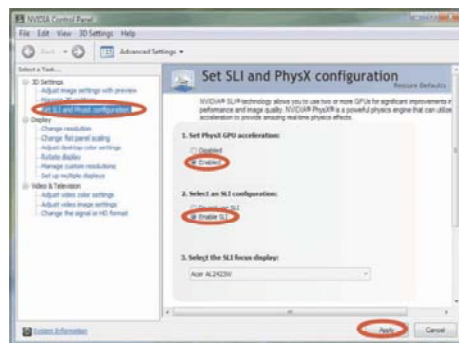 NVIDIA Control Panel
File Edit View 3D Settings Help
Advanced Settings
Select a Task...
3D Settings
Adjust image settings with preview
Set SLI and PhysX configuration
Display
Change resolution
Change flat panel scaling
Adjust desktop color settings
Rotate display
Manage custom resolutions
Set up multiple displays
Video & Television
Adjust video color settings
Adjust video image settings
Change the signal or HD format
System Information
Set SLI and PhysX configuration
Restore Defaults
NVIDIA® SLI® technology allows you to use two or more GPUs for significant improvements in
performance and image quality. NVIDIA® PhysX® is a powerful physics engine that can utilize
acceleration to provide amazing real-time physics effects.
1. Set PhysX GPU acceleration:
Disabled
Enabled
2. Select an SLI configuration:
Do not use SLI
Enable SLI
3. Select the SLI focus display:
Acer AL2423W
Apply
Cancel